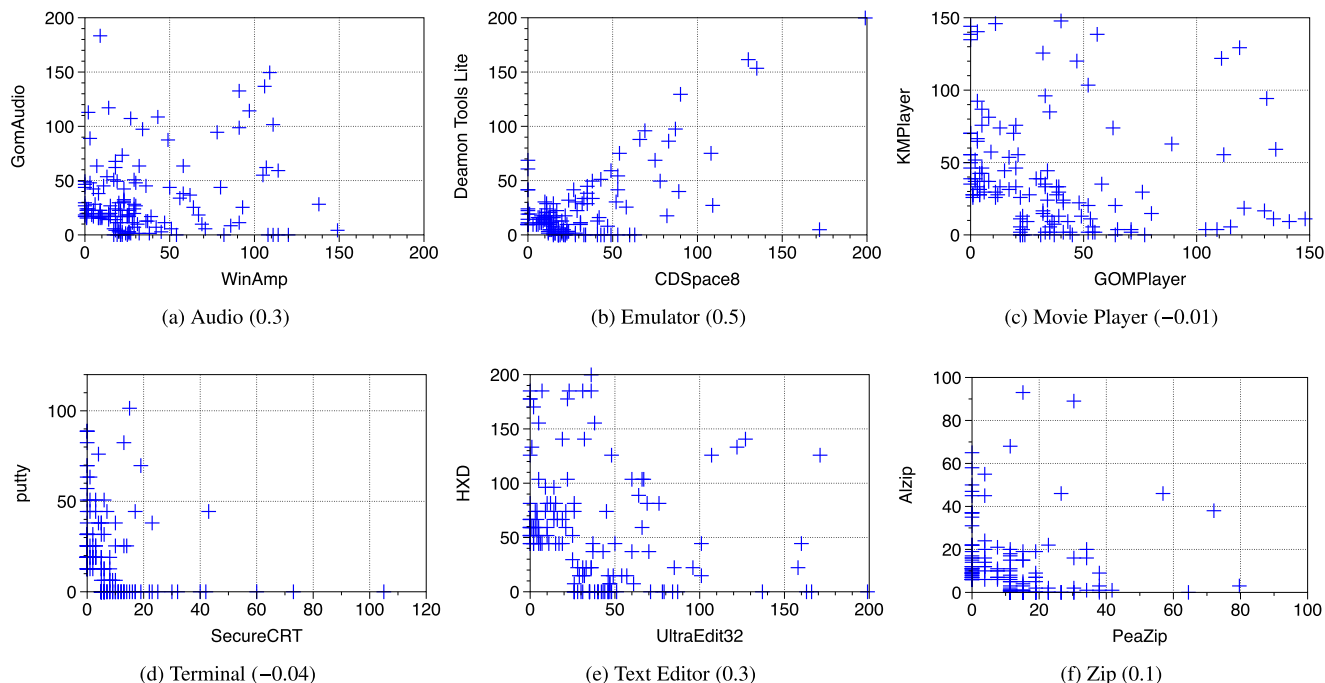 200
150
100
50
0
GomAudio
0 50 100 150 200
WinAmp
(a) Audio (0.3)
200
150
100
50
0
Deamon Tools Lite
0 50 100 150 200
CDSpace8
(b) Emulator (0.5)
150
100
50
0
KMPlayer
0 50 100 150
GOMPlayer
(c) Movie Player (−0.01)
100
50
0
putty
0 20 40 60 80 100 120
SecureCRT
(d) Terminal (−0.04)
200
150
100
50
0
HXD
0 50 100 150 200
UltraEdit32
(e) Text Editor (0.3)
100
80
60
40
20
0
Alzip
0 20 40 60 80 100
PeaZip
(f) Zip (0.1)